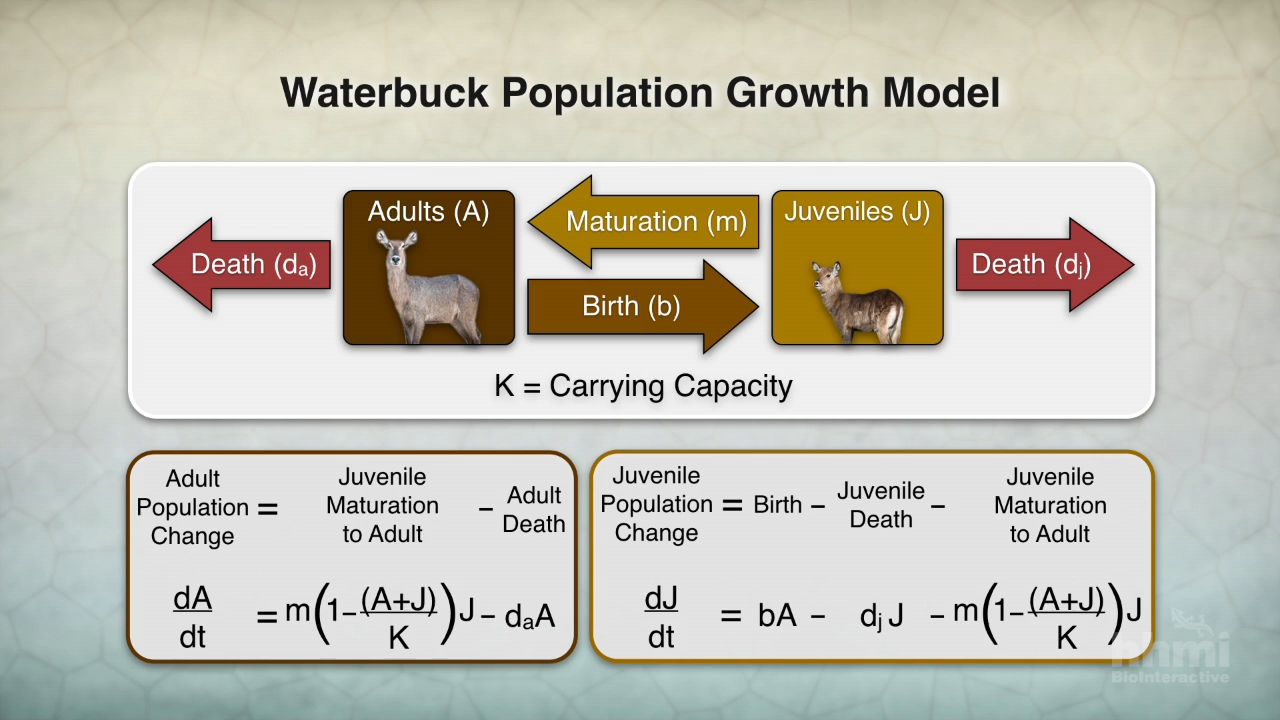 Waterbuck Population Growth Model
Death (dₐ)
Adults (A)
Maturation (m)
Birth (b)
Juveniles (J)
Death (dⱼ)
K = Carrying Capacity
Adult
Population
Change
=
Juvenile
Maturation
to Adult
–
Adult
Death
dA
dt
= m(1–(A+J)
K
)J – dₐA
Juvenile
Population
Change
= Birth –
Juvenile
Death
–
Juvenile
Maturation
to Adult
dJ
dt
= bA – dⱼ J – m(1–(A+J)
K
)J
hhmi
BioInteractive